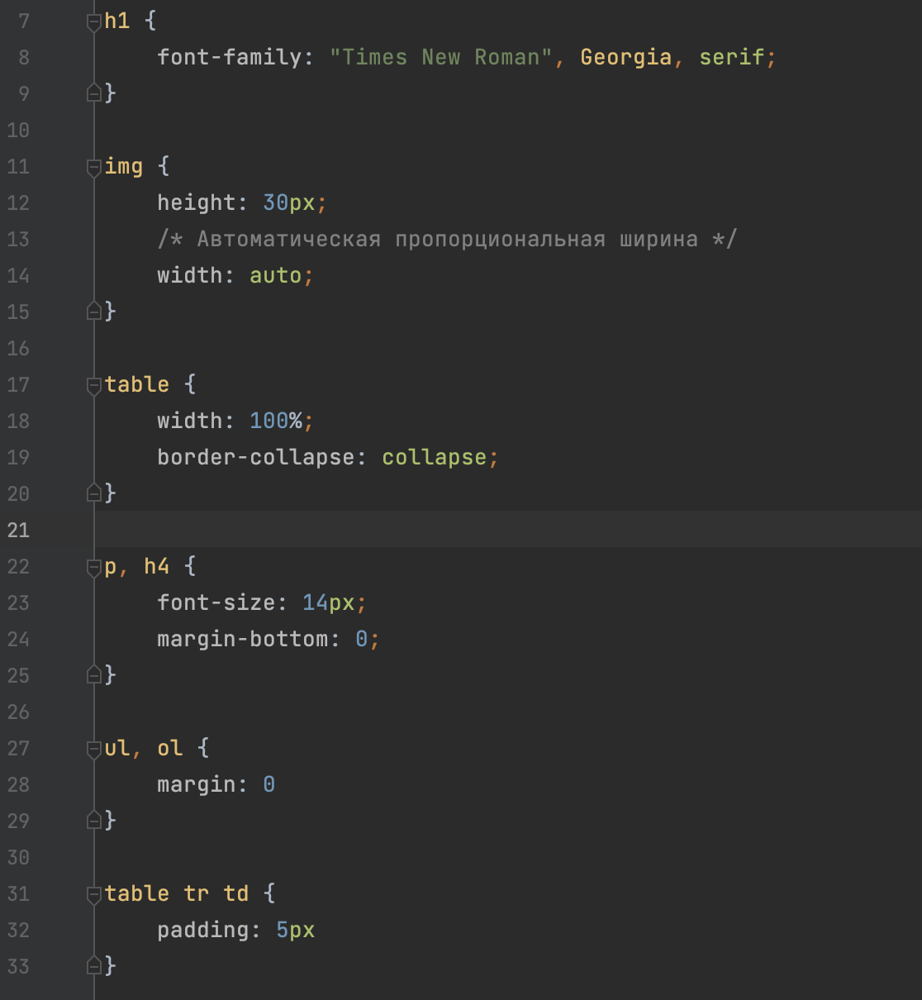 7 h1 {
8 font-family: "Times New Roman", Georgia, serif;
9 }
10
11 img {
12 height: 30px;
13 /* Автоматическая пропорциональная ширина */
14 width: auto;
15 }
16
17 table {
18 width: 100%;
19 border-collapse: collapse;
20 }
21
22 p, h4 {
23 font-size: 14px;
24 margin-bottom: 0;
25 }
26
27 ul, ol {
28 margin: 0
29 }
30
31 table tr td {
32 padding: 5px
33 }